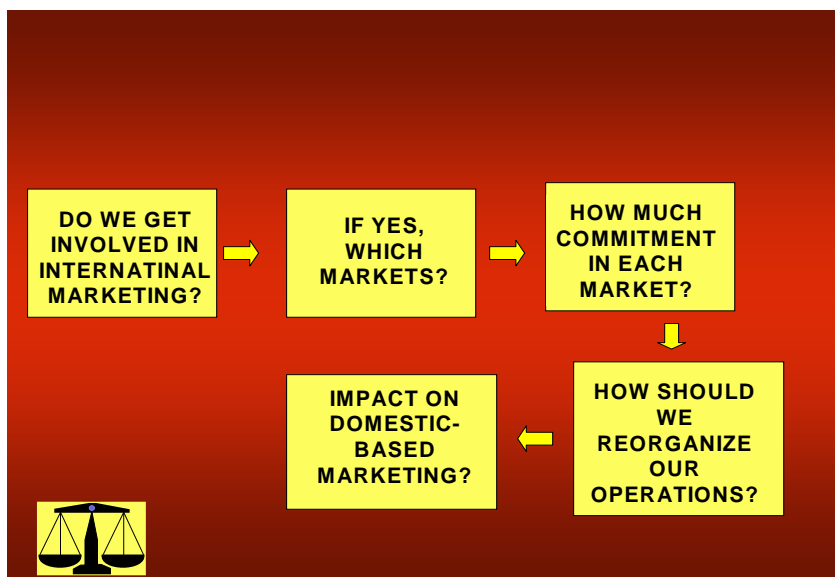 DO WE GET
INVOLVED IN
INTERNATINAL
MARKETING?
IF YES,
WHICH
MARKETS?
HOW MUCH
COMMITMENT
IN EACH
MARKET?
HOW SHOULD
WE
REORGANIZE
OUR
OPERATIONS?
IMPACT ON
DOMESTIC-
BASED
MARKETING?